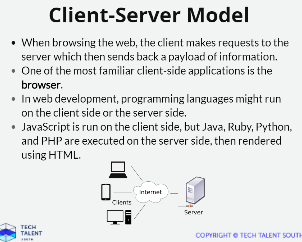 Client-Server Model
• When browsing the web, the client makes requests to the
server which then sends back a payload of information.
• One of the most familiar client-side applications is the
browser.
• In web development, programming languages might run
on the client side or the server side.
• JavaScript is run on the client side, but Java, Ruby, Python,
and PHP are executed on the server side, then rendered
using HTML.
Internet
Clients
Server
TECH
TALENT
SOUTH
COPYRIGHT © TECH TALENT SOUT